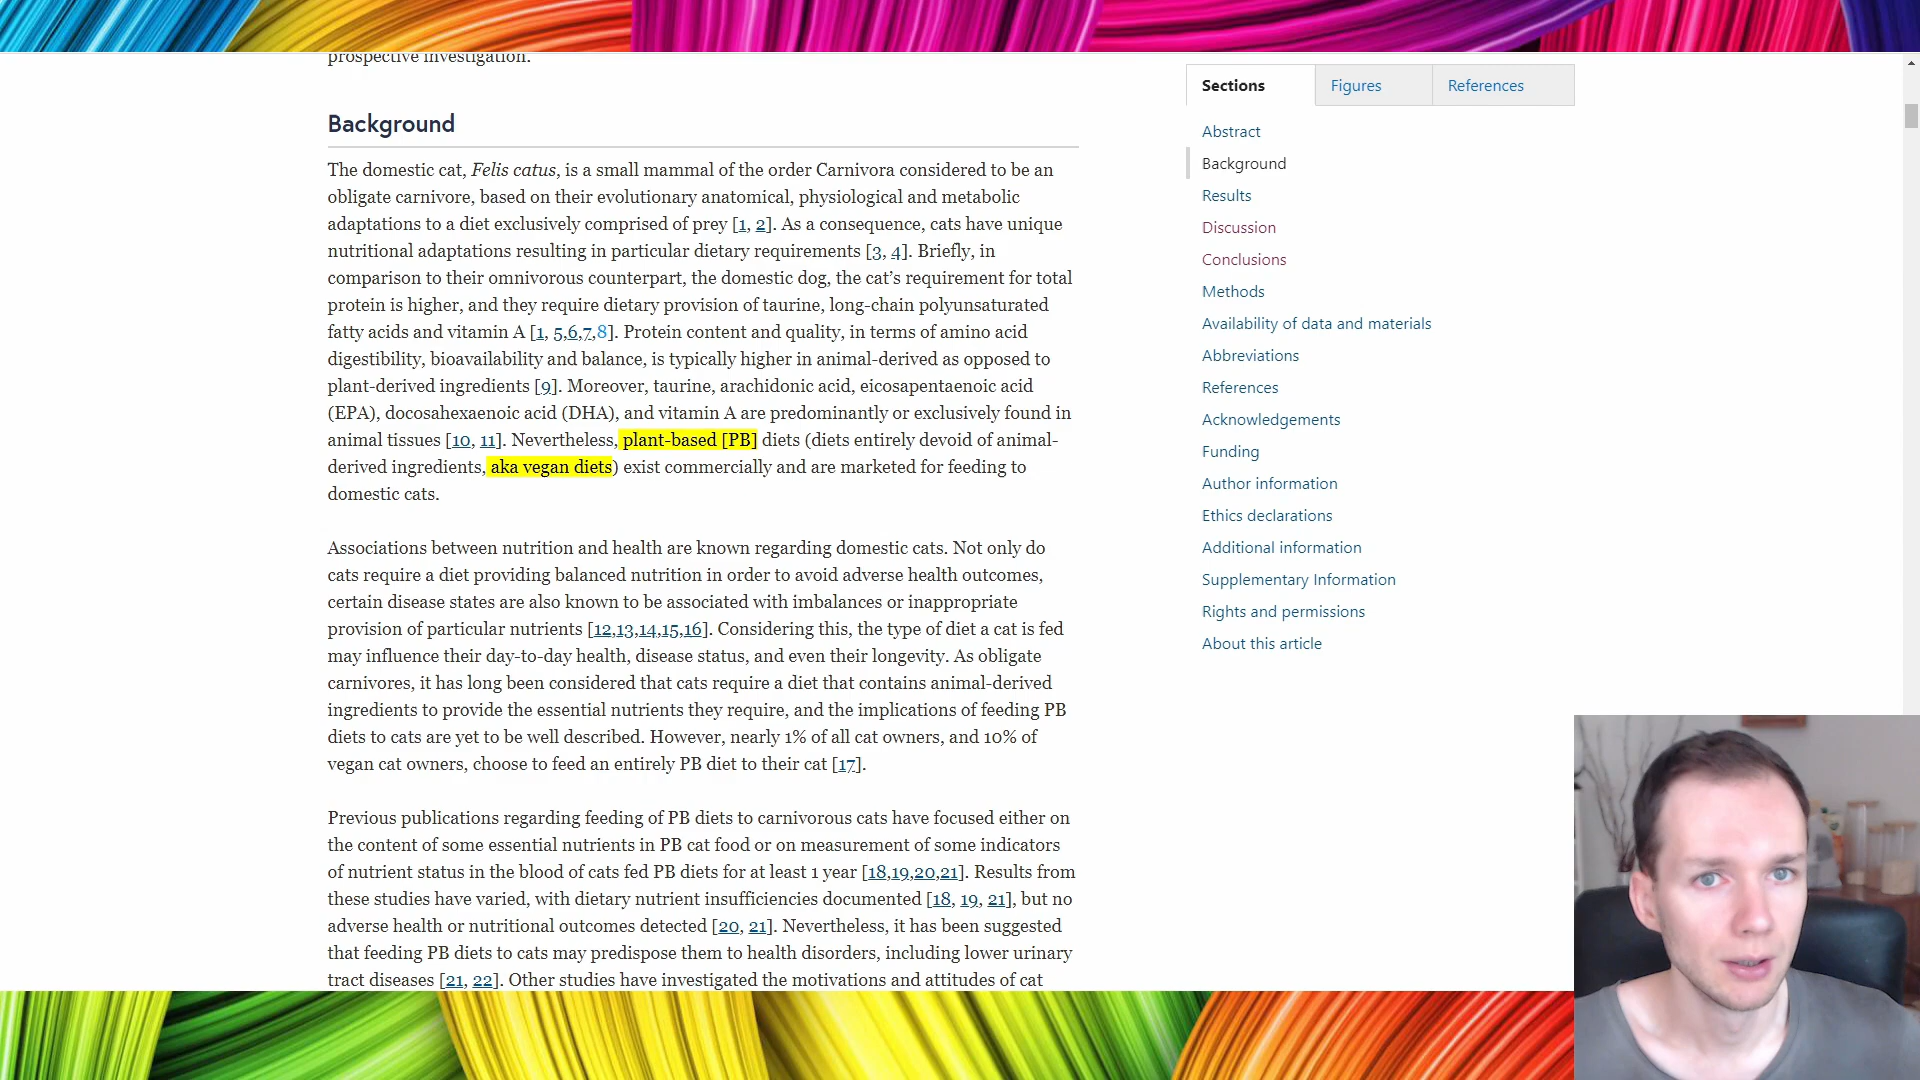 prospective investigation.
Background
The domestic cat, Felis catus, is a small mammal of the order Carnivora considered to be an
obligate carnivore, based on their evolutionary anatomical, physiological and metabolic
adaptations to a diet exclusively comprised of prey [1, 2]. As a consequence, cats have unique
nutritional adaptations resulting in particular dietary requirements [3, 4]. Briefly, in
comparison to their omnivorous counterpart, the domestic dog, the cat's requirement for total
protein is higher, and they require dietary provision of taurine, long-chain polyunsaturated
fatty acids and vitamin A [1, 5,6,7,8]. Protein content and quality, in terms of amino acid
digestibility, bioavailability and balance, is typically higher in animal-derived as opposed to
plant-derived ingredients [9]. Moreover, taurine, arachidonic acid, eicosapentaenoic acid
(EPA), docosahexaenoic acid (DHA), and vitamin A are predominantly or exclusively found in
animal tissues [10, 11]. Nevertheless, plant-based [PB] diets (diets entirely devoid of animal-
derived ingredients, aka vegan diets) exist commercially and are marketed for feeding to
domestic cats.
Associations between nutrition and health are known regarding domestic cats. Not only do
cats require a diet providing balanced nutrition in order to avoid adverse health outcomes,
certain disease states are also known to be associated with imbalances or inappropriate
provision of particular nutrients [12,13,14,15,16]. Considering this, the type of diet a cat is fed
may influence their day-to-day health, disease status, and even their longevity. As obligate
carnivores, it has long been considered that cats require a diet that contains animal-derived
ingredients to provide the essential nutrients they require, and the implications of feeding PB
diets to cats are yet to be well described. However, nearly 1% of all cat owners, and 10% of
vegan cat owners, choose to feed an entirely PB diet to their cat [17].
Previous publications regarding feeding of PB diets to carnivorous cats have focused either on
the content of some essential nutrients in PB cat food or on measurement of some indicators
of nutrient status in the blood of cats fed PB diets for at least 1 year [18,19,20,21]. Results from
these studies have varied, with dietary nutrient insufficiencies documented [18, 19, 21], but no
adverse health or nutritional outcomes detected [20, 21]. Nevertheless, it has been suggested
that feeding PB diets to cats may predispose them to health disorders, including lower urinary
tract diseases [21, 22]. Other studies have investigated the motivations and attitudes of cat
Sections
Figures
References
Abstract
Background
Results
Discussion
Conclusions
Methods
Availability of data and materials
Abbreviations
References
Acknowledgements
Funding
Author information
Ethics declarations
Additional information
Supplementary Information
Rights and permissions
About this article